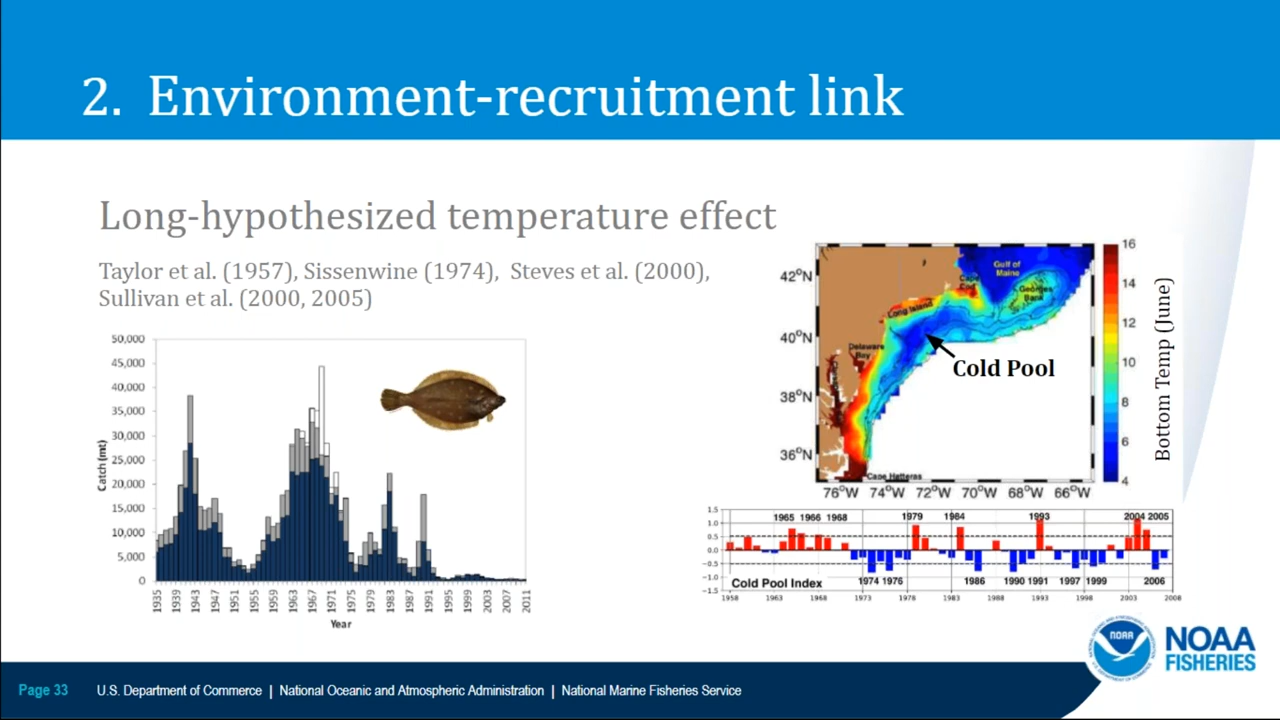 2. Environment-recruitment link
Long-hypothesized temperature effect
Taylor et al. (1957), Sissenwine (1974), Steves et al. (2000),
Sullivan et al. (2000, 2005)
50,000
45,000
40,000
35,000
30,000
25,000
20,000
15,000
10,000
5,000
0
Catch (mt)
1935 1939 1943 1947 1951 1955 1959 1963 1967 1971 1975 1979 1983 1987 1991 1995 1999 2003 2007 2011
Year
42°N
40°N
38°N
36°N
76°W 74°W 72°W 70°W 68°W 66°W
Gulf of
Maine
Cape
Cod
Georges
Bank
Long Island
Delaware
Bay
Cape Hatteras
Cold Pool
16
14
12
10
8
6
4
Bottom Temp (June)
1.5
1.0
0.5
0.0
−0.5
−1.0
−1.5
1965 1966 1968 1979 1984 1993 2004 2005
Cold Pool Index
1974 1976 1986 1990 1991 1997 1999 2006
1958 1963 1968 1973 1978 1983 1988 1993 1998 2003 2008
NOAA
NOAA
FISHERIES
Page 33
U.S. Department of Commerce | National Oceanic and Atmospheric Administration | National Marine Fisheries Service